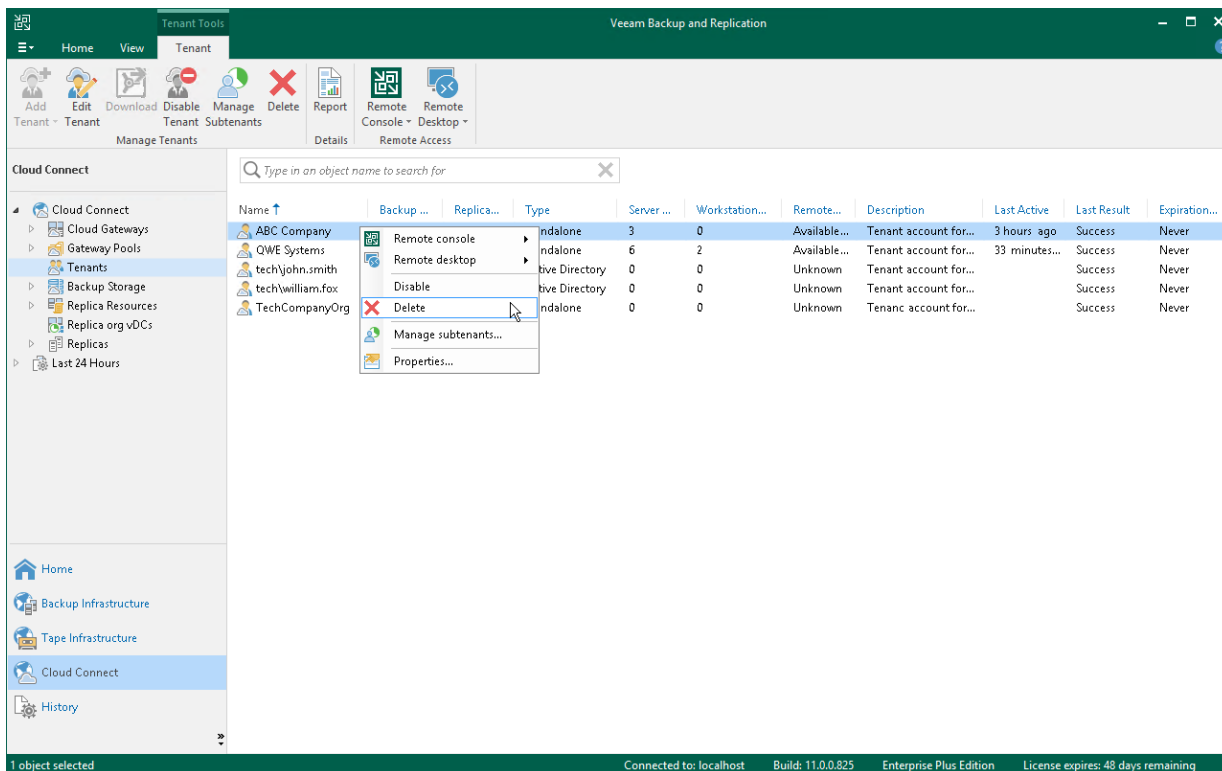 Tenant Tools
Veeam Backup and Replication
Home View Tenant
Add Tenant
Edit Tenant
Download
Disable Tenant
Manage Subtenants
Delete
Report
Remote Console
Remote Desktop
Manage Tenants
Details
Remote Access
Cloud Connect
Type in an object name to search for
Cloud Connect
Cloud Gateways
Gateway Pools
Tenants
Backup Storage
Replica Resources
Replica org vDCs
Replicas
Last 24 Hours
Name Backup ... Replica... Type Server ... Workstation... Remote... Description Last Active Last Result Expiration...
ABC Company ndalone 3 0 Available... Tenant account for... 3 hours ago Success Never
QWE Systems ndalone 6 2 Available... Tenant account for... 33 minutes... Success Never
tech\john.smith tive Directory 0 0 Unknown Tenant account for... Success Never
tech\william.fox tive Directory 0 0 Unknown Tenant account for... Success Never
TechCompanyOrg ndalone 0 0 Unknown Tenanc account for... Success Never
Remote console
Remote desktop
Disable
Delete
Manage subtenants...
Properties...
Home
Backup Infrastructure
Tape Infrastructure
Cloud Connect
History
1 object selected
Connected to: localhost
Build: 11.0.0.825
Enterprise Plus Edition
License expires: 48 days remaining